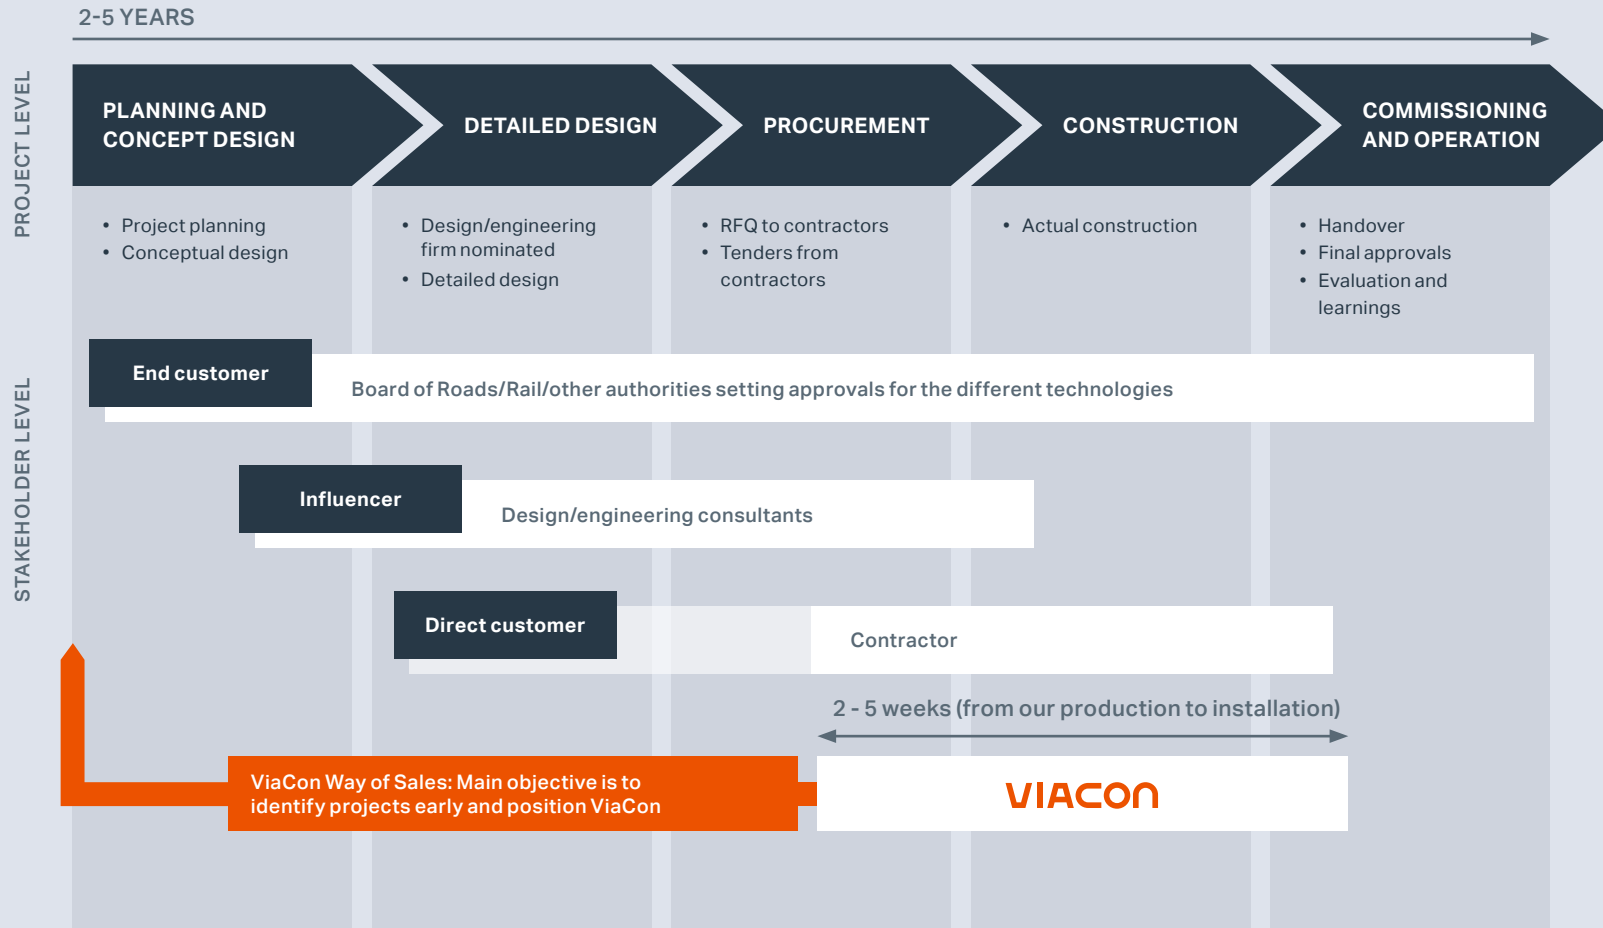 2-5 YEARS
PROJECT LEVEL
PLANNING AND
CONCEPT DESIGN
DETAILED DESIGN
PROCUREMENT
CONSTRUCTION
COMMISSIONING
AND OPERATION
• Project planning
• Conceptual design
• Design/engineering
firm nominated
• Detailed design
• RFQ to contractors
• Tenders from
contractors
• Actual construction
• Handover
• Final approvals
• Evaluation and
learnings
STAKEHOLDER LEVEL
End customer
Board of Roads/Rail/other authorities setting approvals for the different technologies
Influencer
Design/engineering consultants
Direct customer
Contractor
2 - 5 weeks (from our production to installation)
ViaCon Way of Sales: Main objective is to
identify projects early and position ViaCon
VIACON